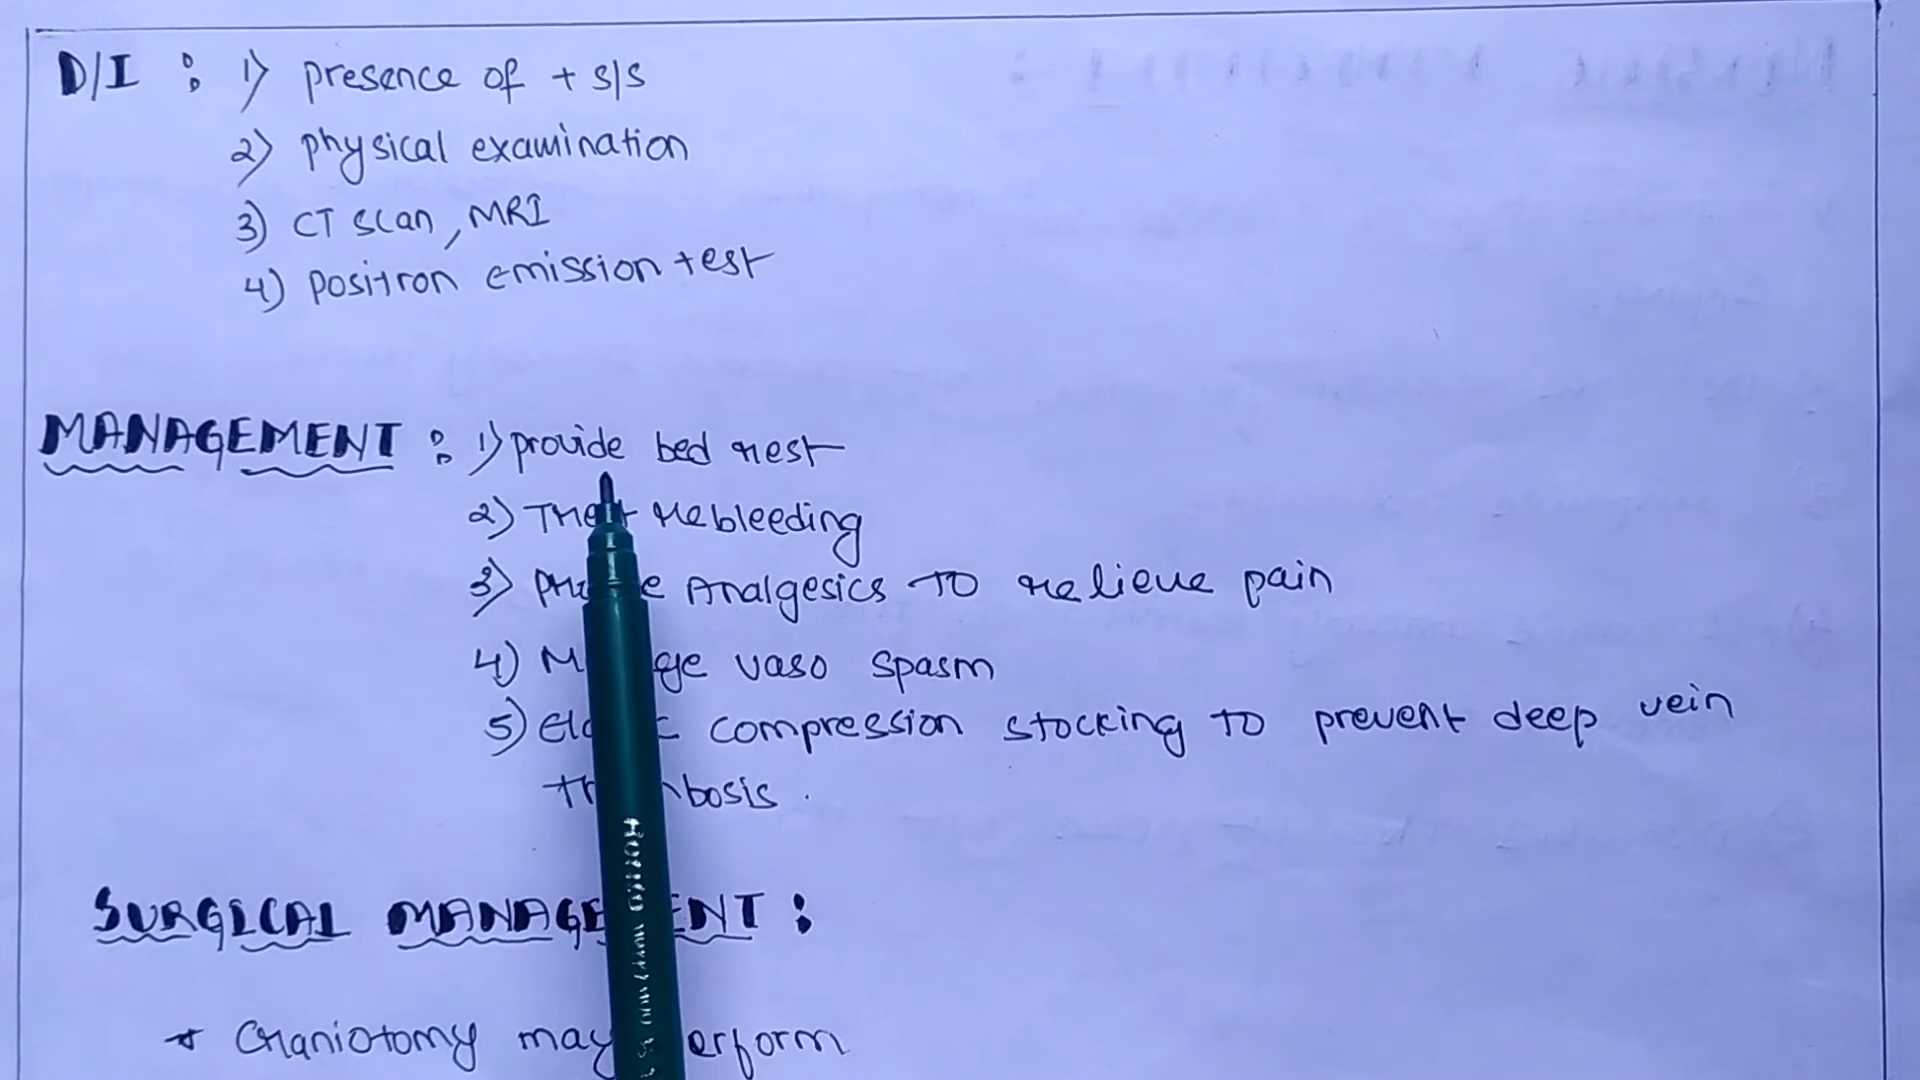 D/I : 1) presence of + s/s
2) physical examination
3) CT scan, MRI
4) positron emission test
MANAGEMENT : 1) provide bed rest
2) rebleeding
3) Analgesics To relieve pain
4) vaso spasm
5) compression stocking To prevent deep vein
SURGICAL
* Craniotomy may